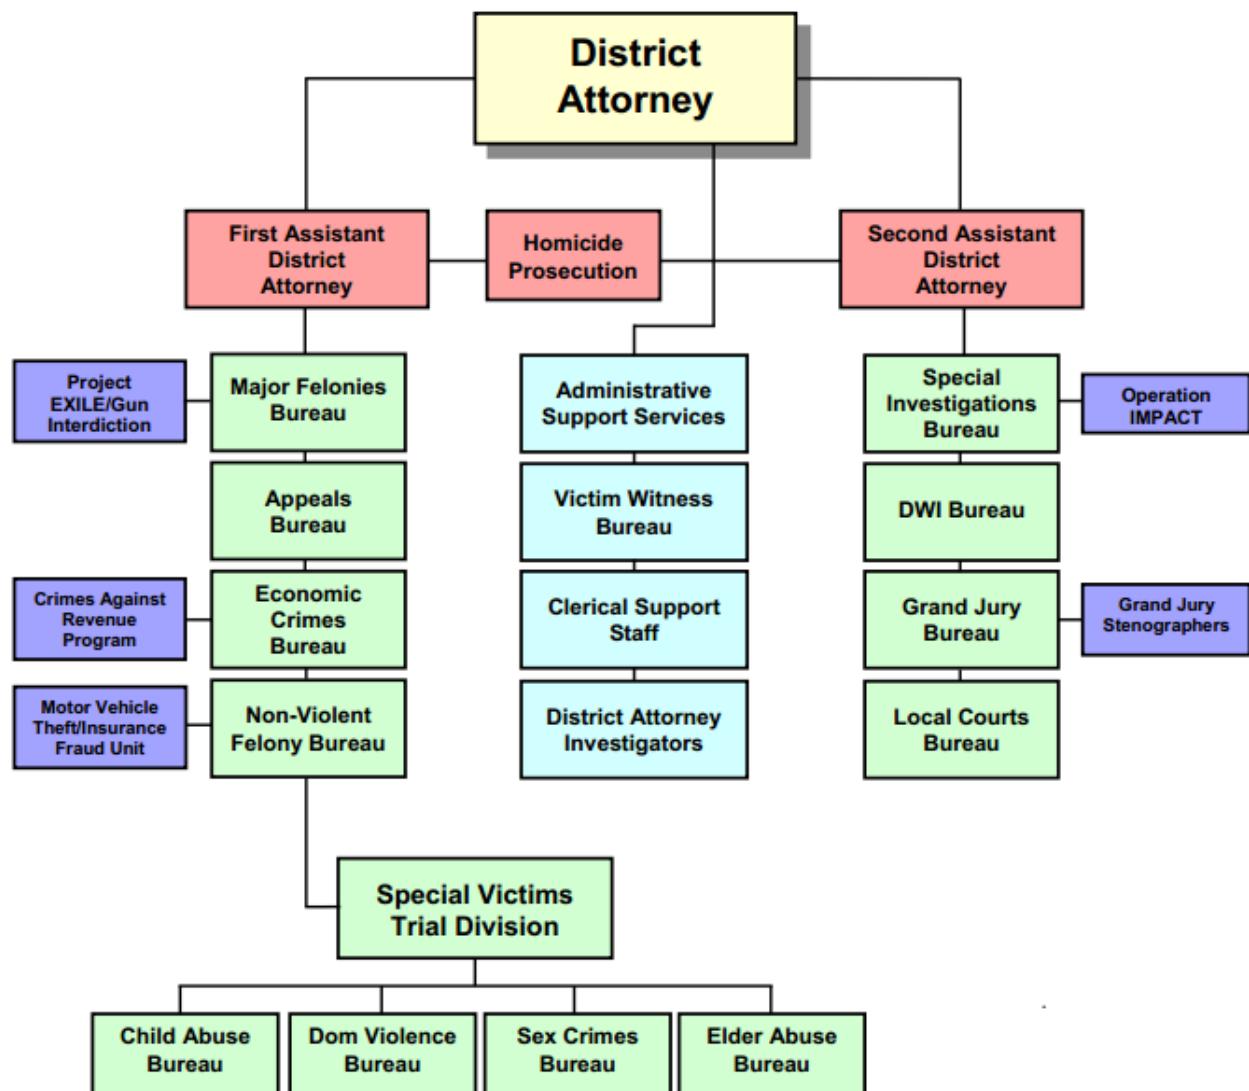 District
Attorney
First Assistant
District
Attorney
Homicide
Prosecution
Second Assistant
District
Attorney
Project
EXILE/Gun
Interdiction
Major Felonies
Bureau
Administrative
Support Services
Special
Investigations
Bureau
Operation
IMPACT
Appeals
Bureau
Victim Witness
Bureau
DWI Bureau
Crimes Against
Revenue
Program
Economic
Crimes
Bureau
Clerical Support
Staff
Grand Jury
Bureau
Grand Jury
Stenographers
Motor Vehicle
Theft/Insurance
Fraud Unit
Non-Violent
Felony Bureau
District Attorney
Investigators
Local Courts
Bureau
Special Victims
Trial Division
Child Abuse
Bureau
Dom Violence
Bureau
Sex Crimes
Bureau
Elder Abuse
Bureau